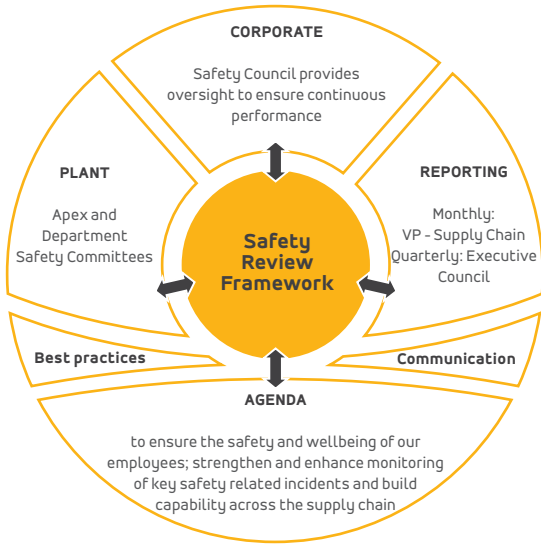 CORPORATE
Safety Council provides
oversight to ensure continuous
performance
PLANT
Apex and
Department
Safety Committees
REPORTING
Monthly:
VP - Supply Chain
Quarterly: Executive
Council
Safety
Review
Framework
Best practices
Communication
AGENDA
to ensure the safety and wellbeing of our
employees; strengthen and enhance monitoring
of key safety related incidents and build
capability across the supply chain